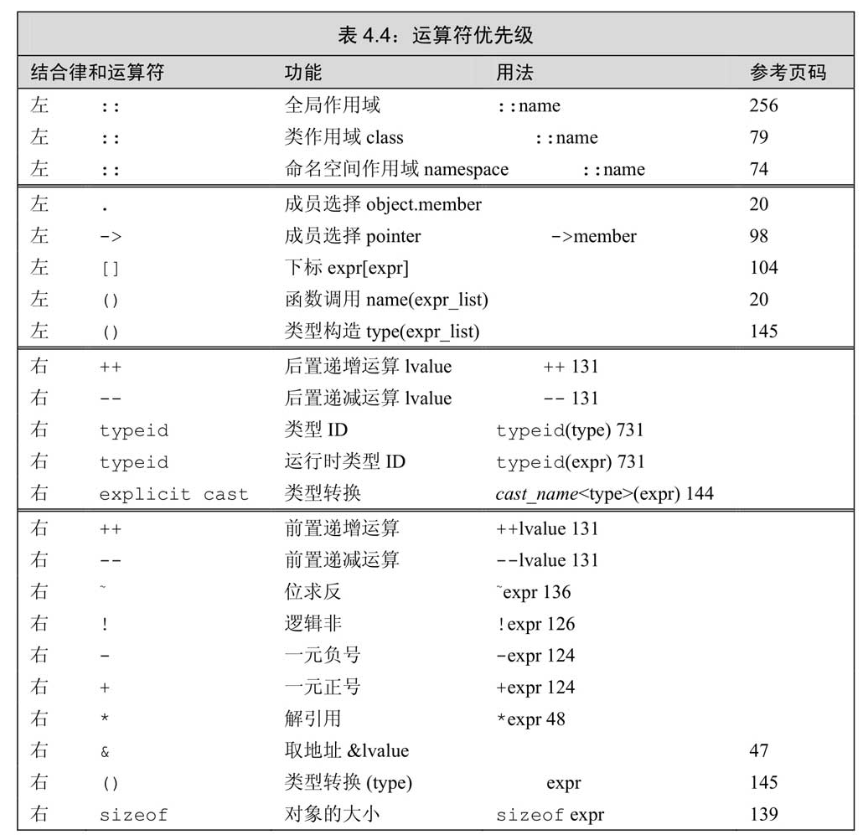 表 4.4：运算符优先级
结合律和运算符 功能 用法 参考页码
左 :: 全局作用域 ::name 256
左 :: 类作用域 class ::name 79
左 :: 命名空间作用域 namespace ::name 74
左 . 成员选择 object.member 20
左 -> 成员选择 pointer ->member 98
左 [] 下标 expr[expr] 104
左 () 函数调用 name(expr_list) 20
左 () 类型构造 type(expr_list) 145
右 ++ 后置递增运算 lvalue ++ 131
右 -- 后置递减运算 lvalue -- 131
右 typeid 类型 ID typeid(type) 731
右 typeid 运行时类型 ID typeid(expr) 731
右 explicit cast 类型转换 cast_name<type>(expr) 144
右 ++ 前置递增运算 ++lvalue 131
右 -- 前置递减运算 --lvalue 131
右 ~ 位求反 ~expr 136
右 ! 逻辑非 !expr 126
右 - 一元负号 -expr 124
右 + 一元正号 +expr 124
右 * 解引用 *expr 48
右 & 取地址 &lvalue 47
右 () 类型转换 (type) expr 145
右 sizeof 对象的大小 sizeof expr 139